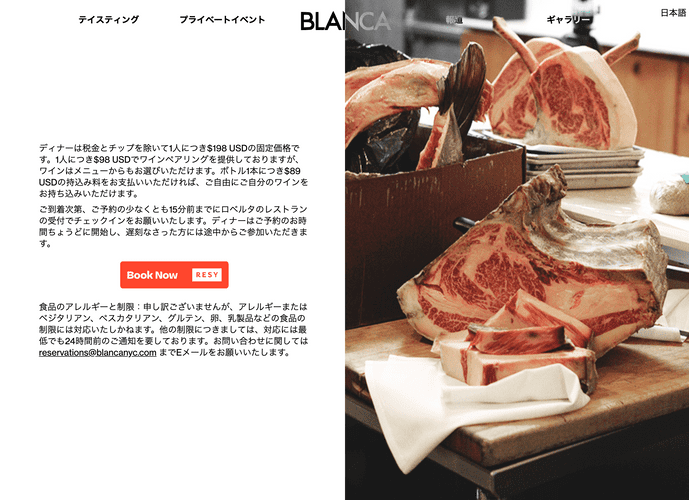 テイスティング
プライベートイベント
BLANCA
報道
ギャラリー
日本語
ディナーは税金とチップを除いて1人につき$198 USDの固定価格で
す。1人につき$98 USDでワインペアリングを提供しておりますが、
ワインはメニューからもお選びいただけます。ボトル1本につき$89
USDの持込み料をお支払いいただければ、ご自由にご自分のワインを
お持ち込みいただけます。
ご到着次第、ご予約の少なくとも15分前までにロベルタのレストラン
の受付でチェックインをお願いいたします。ディナーはご予約のお時
間ちょうどに開始し、遅刻なさった方には途中からご参加いただきま
す。
Book Now RESY
食品のアレルギーと制限：申し訳ございませんが、アレルギーまたは
ベジタリアン、ペスカタリアン、グルテン、卵、乳製品などの食品の
制限には対応いたしかねます。他の制限につきましては、対応には最
低でも24時間前のご通知を要しております。お問い合わせに関しては
reservations@blancanyc.com までEメールをお願いいたします。